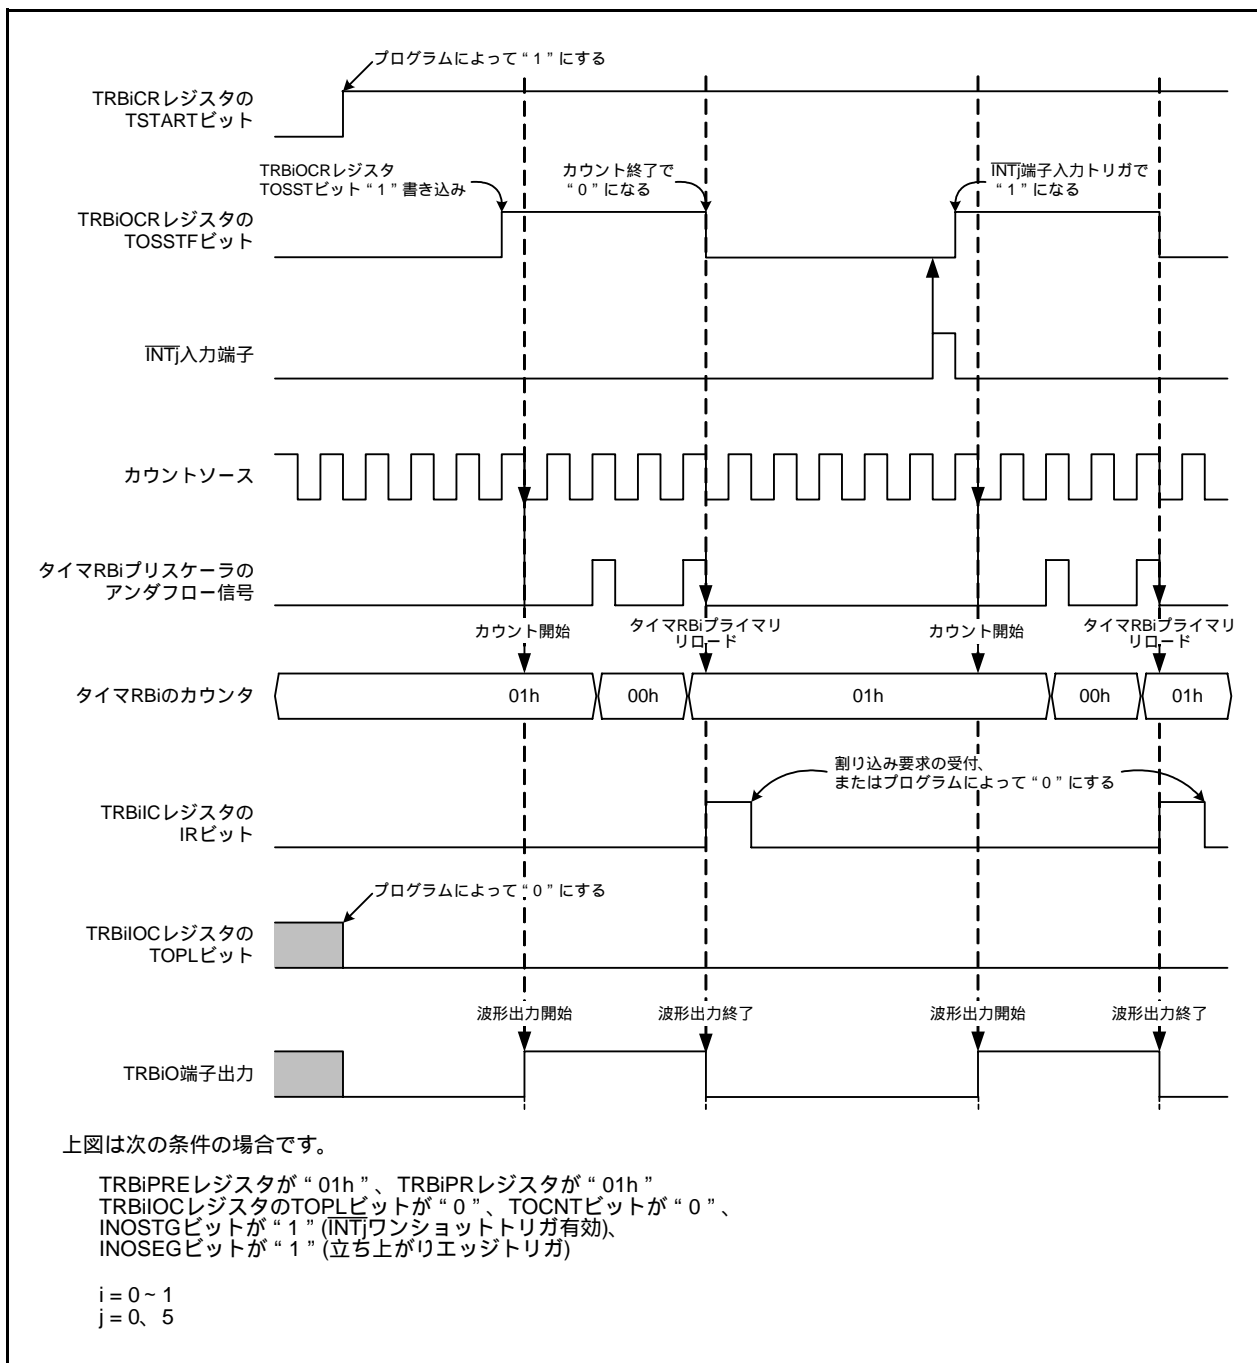 プログラムによって“1”にする
TRBiCRレジスタの
TSTARTビット
TRBiOCRレジスタ
TOSSTビット“1”書き込み
カウント終了で
“0”になる
INTj端子入力トリガで
“1”になる
TRBiOCRレジスタの
TOSSTFビット
INTj入力端子
カウントソース
タイマRBiプリスケーラの
アンダフロー信号
カウント開始
タイマRBiプライマリ
リロード
カウント開始
タイマRBiプライマリ
リロード
タイマRBiのカウンタ
01h
00h
01h
00h
01h
割り込み要求の受付、
またはプログラムによって“0”にする
TRBiICレジスタの
IRビット
プログラムによって“0”にする
TRBiIOCレジスタの
TOPLビット
波形出力開始
波形出力終了
波形出力開始
波形出力終了
TRBiO端子出力
上図は次の条件の場合です。
TRBiPREレジスタが“01h”、TRBiPRレジスタが“01h”
TRBiIOCレジスタのTOPLビットが“0”、TOCNTビットが“0”、
INOSTGビットが“1”(INTjワンショットトリガ有効)、
INOSEGビットが“1”(立ち上がりエッジトリガ)
i = 0 ~ 1
j = 0、5